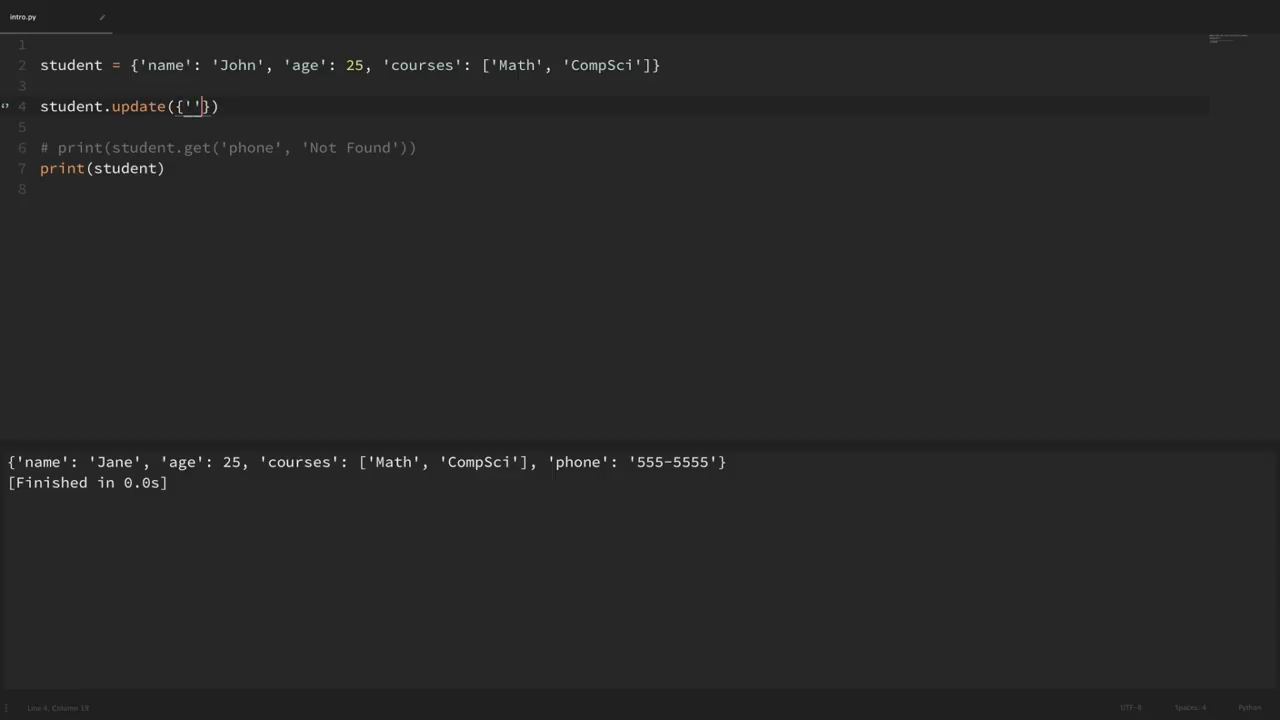 intro.py
1
2 student = {'name': 'John', 'age': 25, 'courses': ['Math', 'CompSci']}
3
4 student.update({''})
5
6 # print(student.get('phone', 'Not Found'))
7 print(student)
8
{'name': 'Jane', 'age': 25, 'courses': ['Math', 'CompSci'], 'phone': '555-5555'}
[Finished in 0.0s]
Line 4, Column 19 UTF-8 Spaces: 4 Python